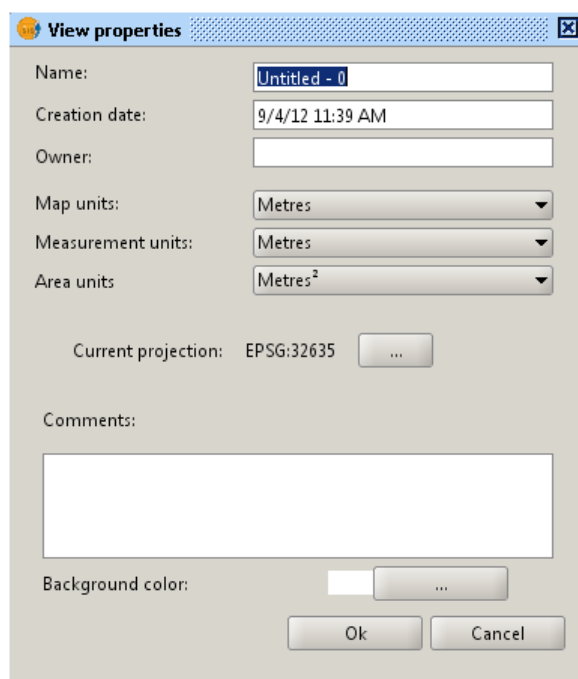 View properties
Name:
Untitled - 0
Creation date:
9/4/12 11:39 AM
Owner:
Map units:
Metres
Measurement units:
Metres
Area units
Metres²
Current projection: EPSG:32635 ...
Comments:
Background color: ...
Ok Cancel